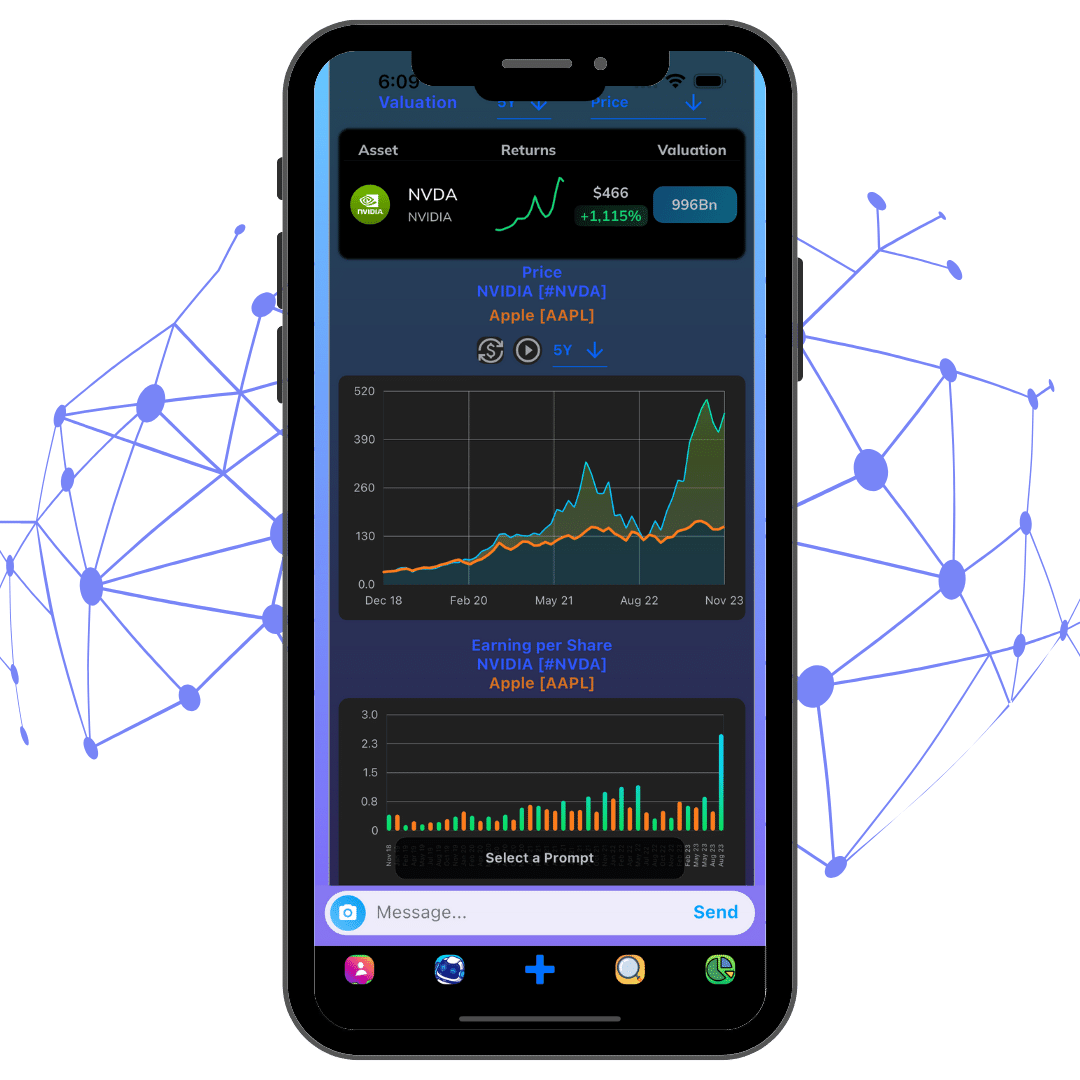 6:09
Valuation 5Y Price
Asset Returns Valuation
NVIDIA
NVDA
NVIDIA
$466
+1,115%
996Bn
Price
NVIDIA [#NVDA]
Apple [AAPL]
5Y
520
390
260
130
0.0
Dec 18 Feb 20 May 21 Aug 22 Nov 23
Earning per Share
NVIDIA [#NVDA]
Apple [AAPL]
3.0
2.3
1.5
0.8
0
Nov 18
Feb 23
May 23
May 23
Aug 23
Aug 23
Select a Prompt
Message... Send